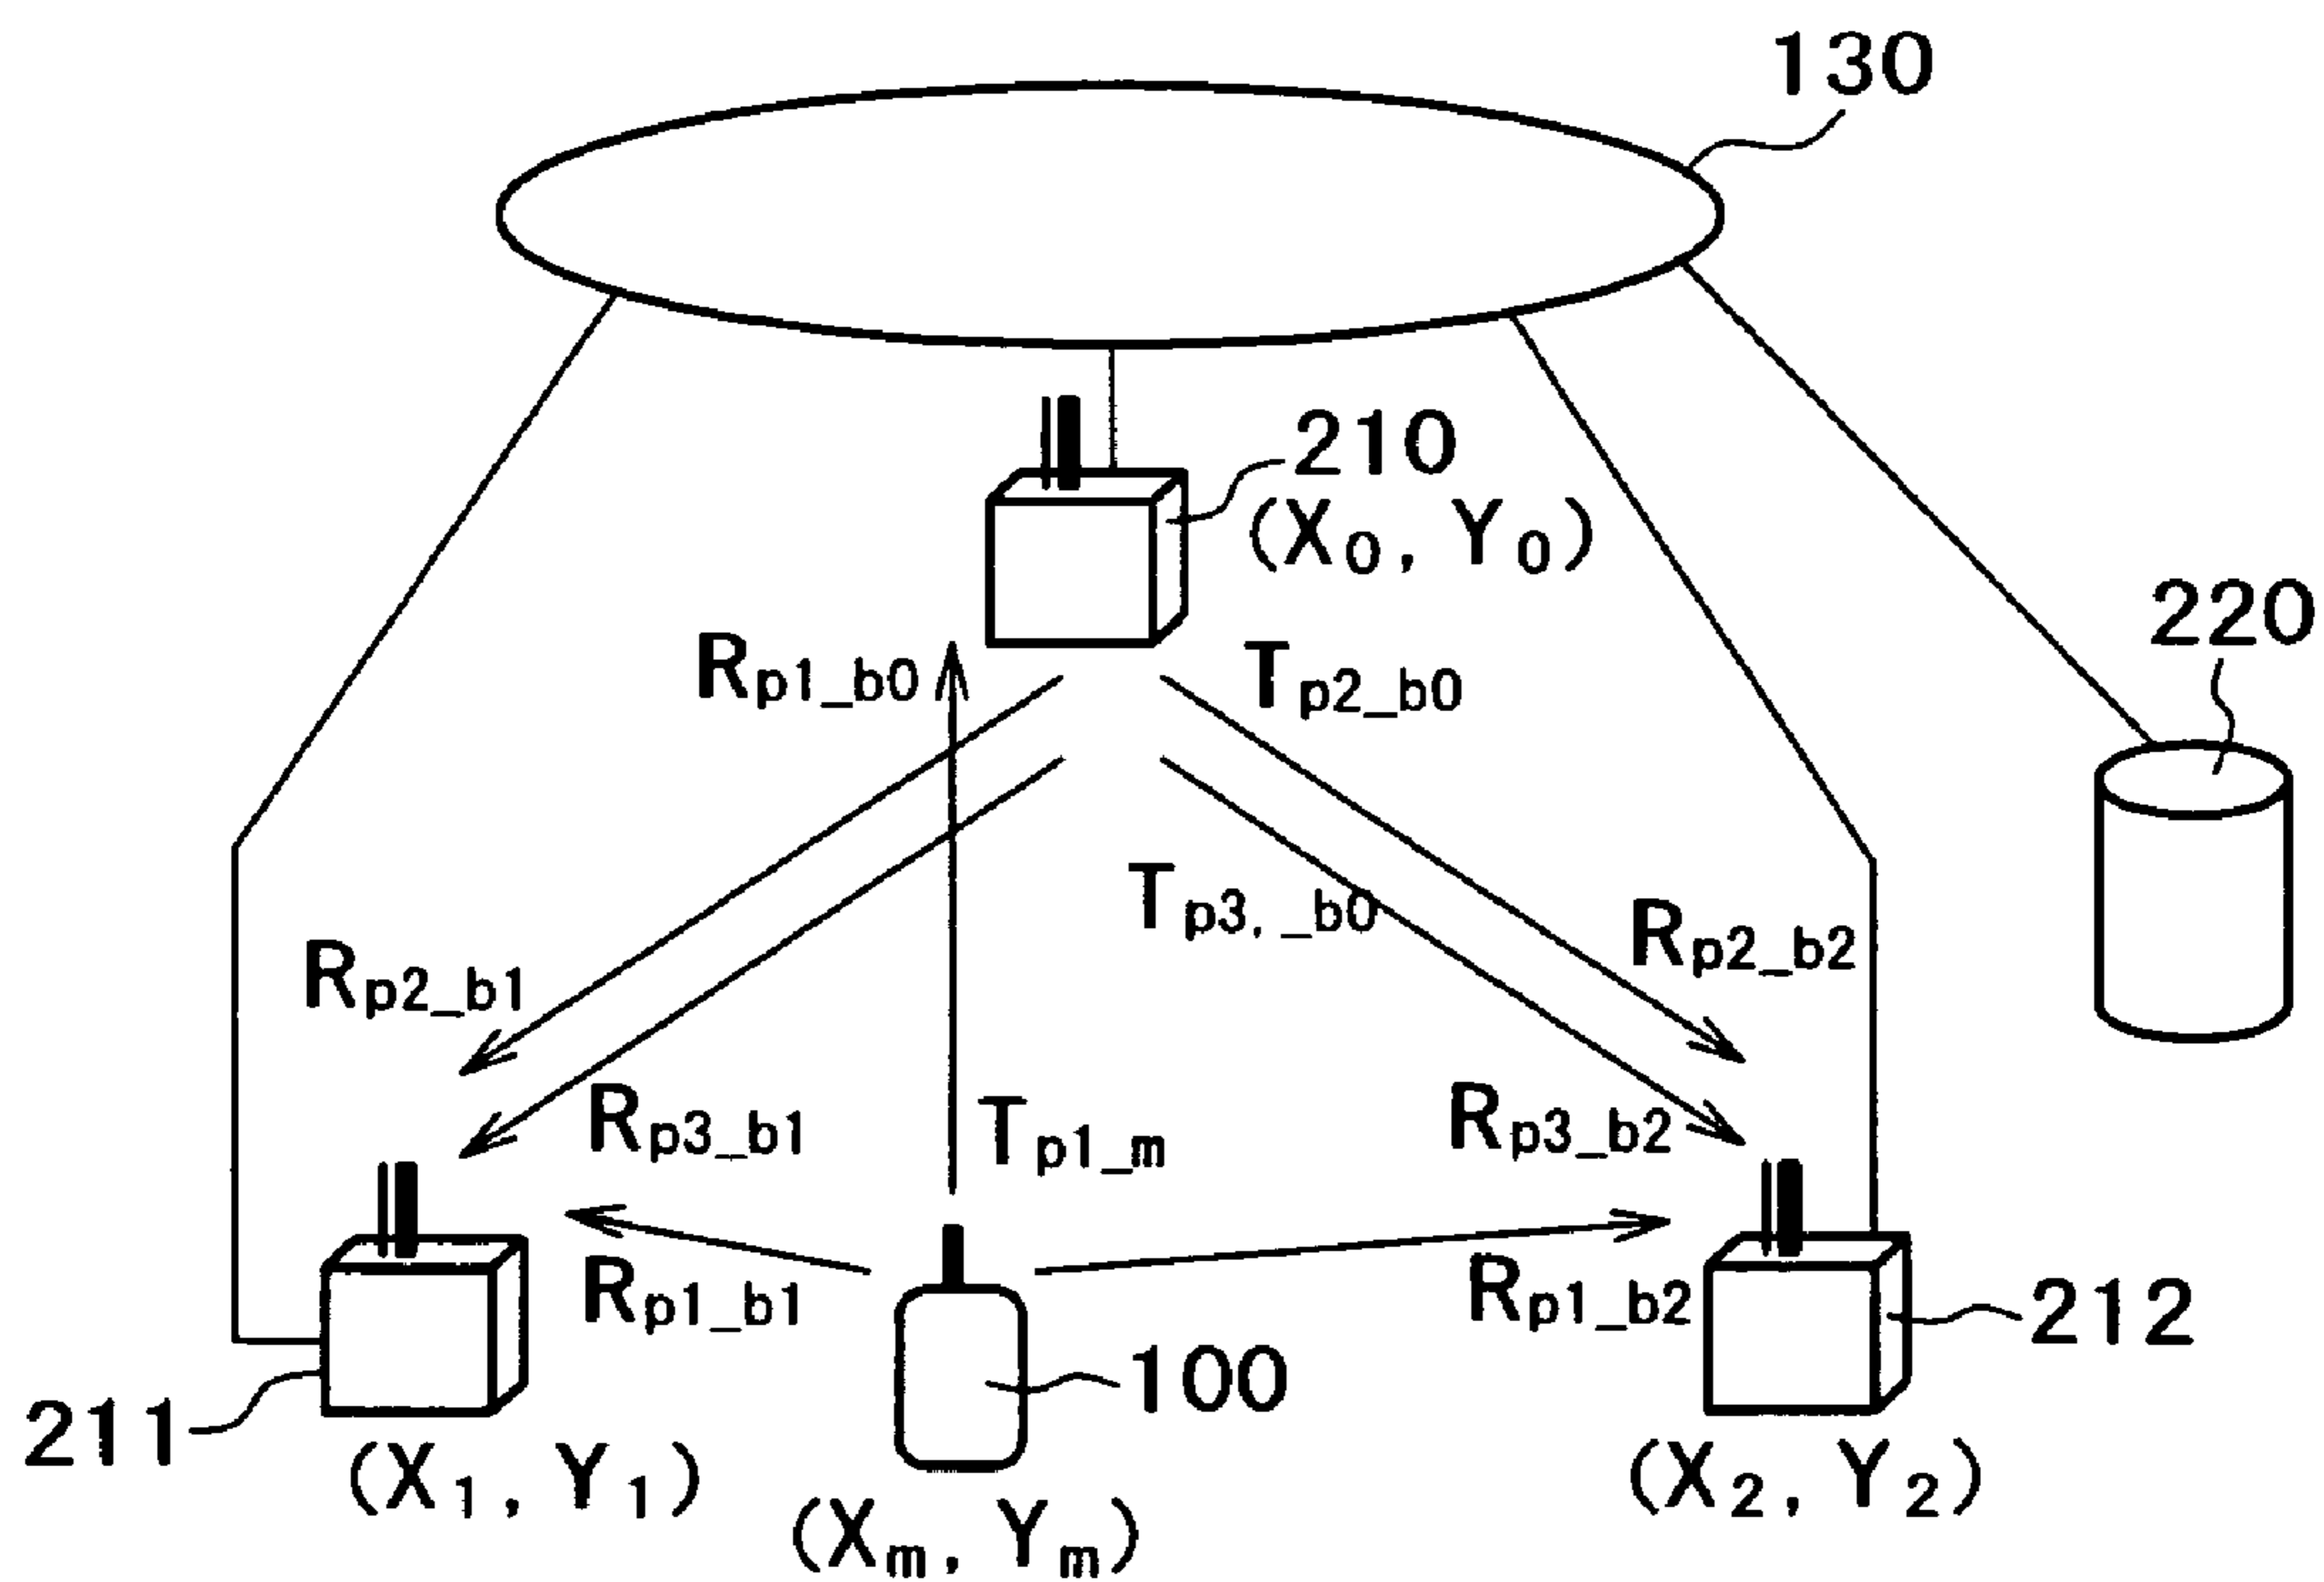 130
210
(X0, Y0)
220
Rp1_b0
Tp2_b0
Tp3,_b0
Rp2_b2
Rp2_b1
Rp3_b1
Tp1_m
Rp3_b2
Rp1_b1
Rp1_b2
212
100
211
(X1, Y1)
(X2, Y2)
(Xm, Ym)